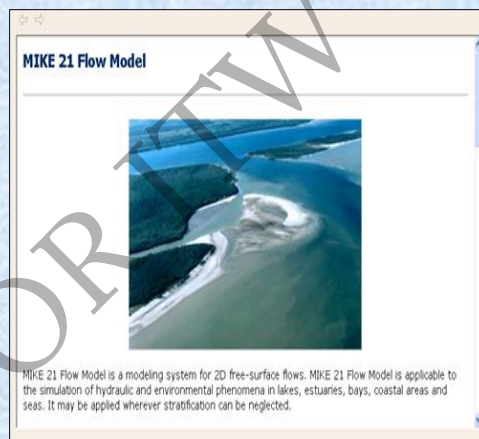 MIKE 21 Flow Model
MIKE 21 Flow Model is a modeling system for 2D free-surface flows. MIKE 21 Flow Model is applicable to
the simulation of hydraulic and environmental phenomena in lakes, estuaries, bays, coastal areas and
seas. It may be applied wherever stratification can be neglected.
OR ITW